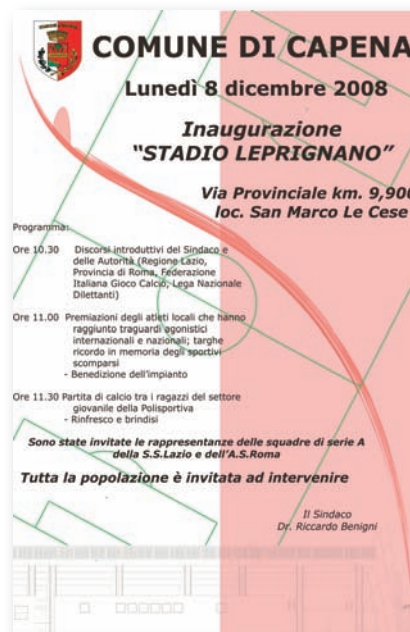 COMUNE DI CAPENA
Lunedì 8 dicembre 2008
Inaugurazione
“STADIO LEPRIGNANO”
Via Provinciale km. 9,900
loc. San Marco Le Cese
Programma:
Ore 10.30 Discorsi introduttivi del Sindaco e
delle Autorità (Regione Lazio,
Provincia di Roma, Federazione
Italiana Gioco Calcio, Lega Nazionale
Dilettanti)
Ore 11.00 Premiazioni degli atleti locali che hanno
raggiunto traguardi agonistici
internazionali e nazionali; targhe
ricordo in memoria degli sportivi
scomparsi
- Benedizione dell'impianto
Ore 11.30 Partita di calcio tra i ragazzi del settore
giovanile della Polisportiva
- Rinfresco e brindisi
Sono state invitate le rappresentanze delle squadre di serie A
della S.S.Lazio e dell'A.S.Roma
Tutta la popolazione è invitata ad intervenire
Il Sindaco
Dr. Riccardo Benigni